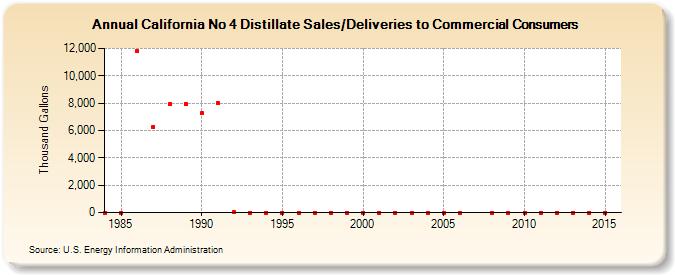 Annual California No 4 Distillate Sales/Deliveries to Commercial Consumers
Thousand Gallons
12,000
10,000
8,000
6,000
4,000
2,000
0
1985 1990 1995 2000 2005 2010 2015
Source: U.S. Energy Information Administration